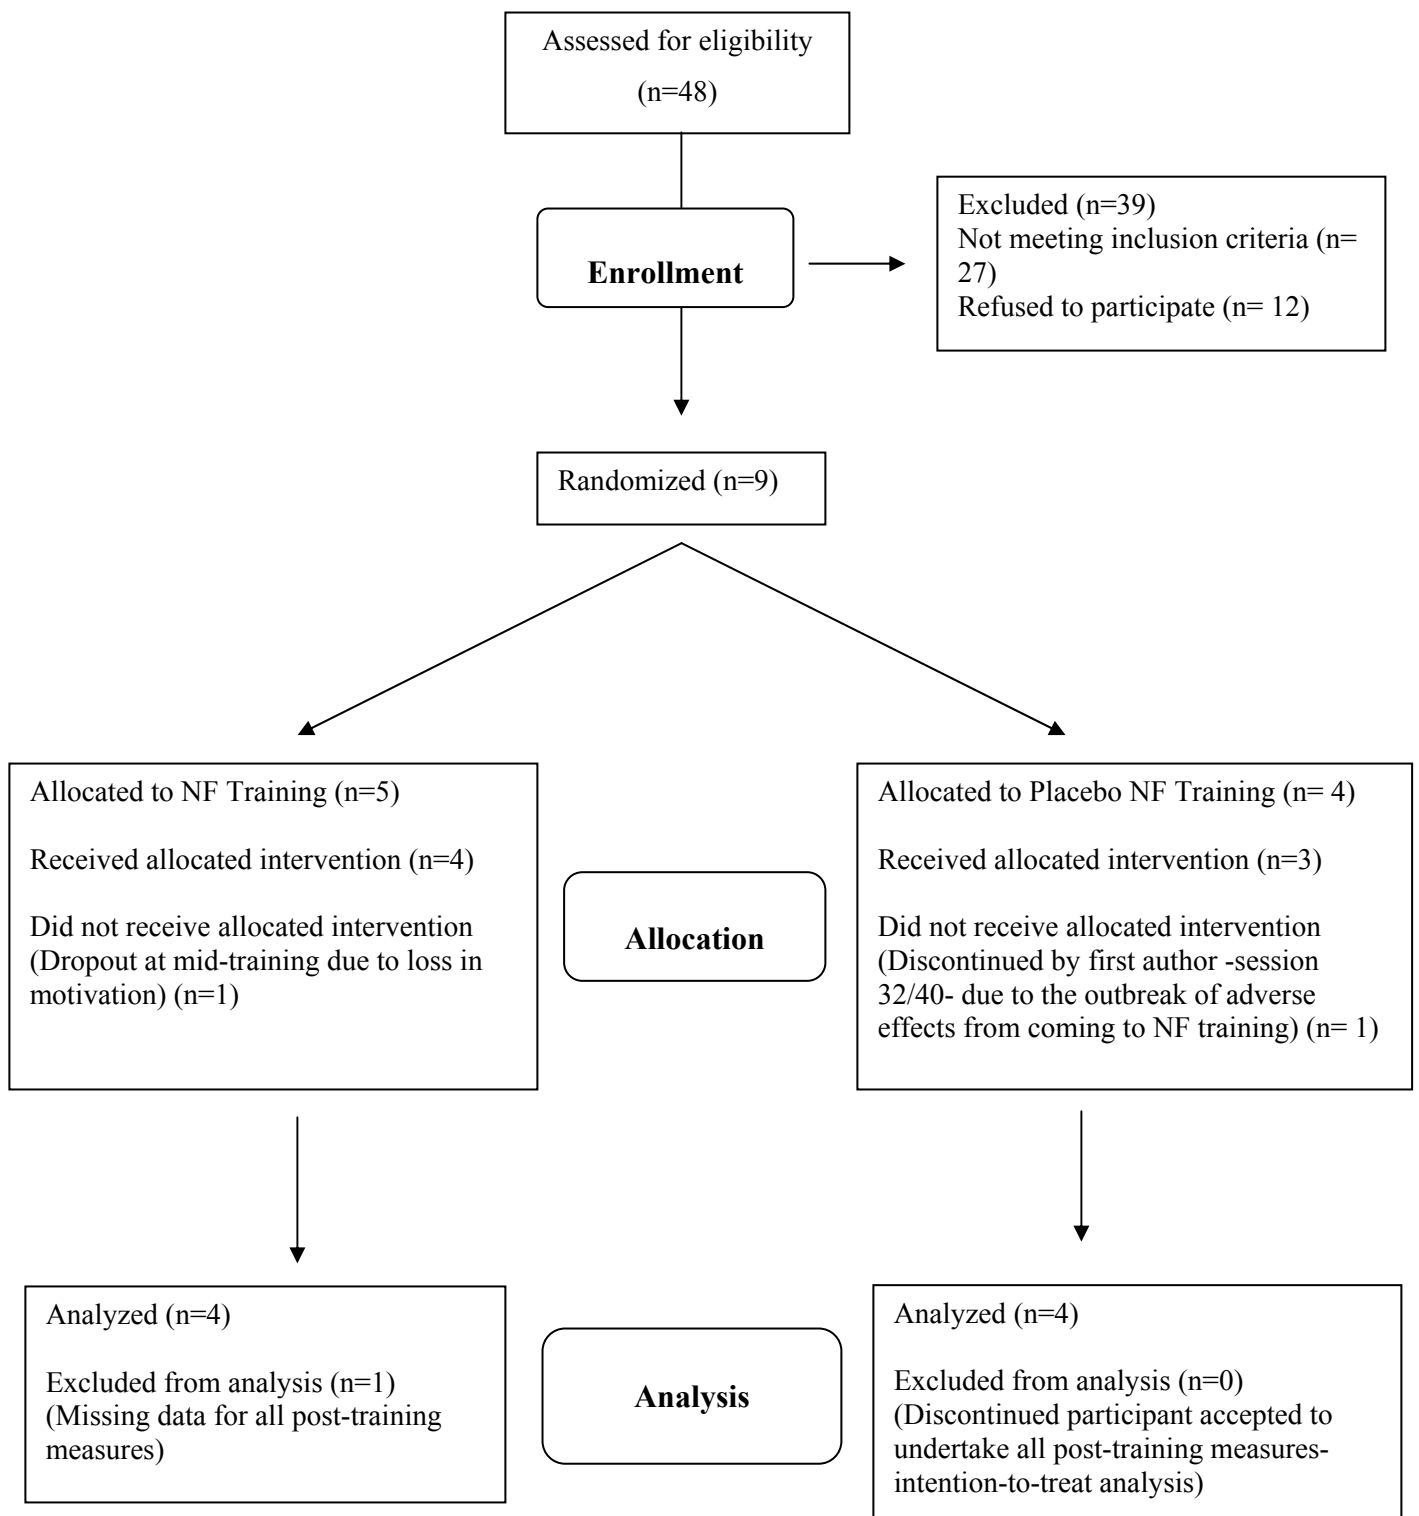 Assessed for eligibility
(n=48)
Enrollment
Excluded (n=39)
Not meeting inclusion criteria (n=
27)
Refused to participate (n= 12)
Randomized (n=9)
Allocated to NF Training (n=5)
Received allocated intervention (n=4)
Did not receive allocated intervention
(Dropout at mid-training due to loss in
motivation) (n=1)
Allocation
Allocated to Placebo NF Training (n= 4)
Received allocated intervention (n=3)
Did not receive allocated intervention
(Discontinued by first author -session
32/40- due to the outbreak of adverse
effects from coming to NF training) (n= 1)
Analyzed (n=4)
Excluded from analysis (n=1)
(Missing data for all post-training
measures)
Analysis
Analyzed (n=4)
Excluded from analysis (n=0)
(Discontinued participant accepted to
undertake all post-training measures-
intention-to-treat analysis)